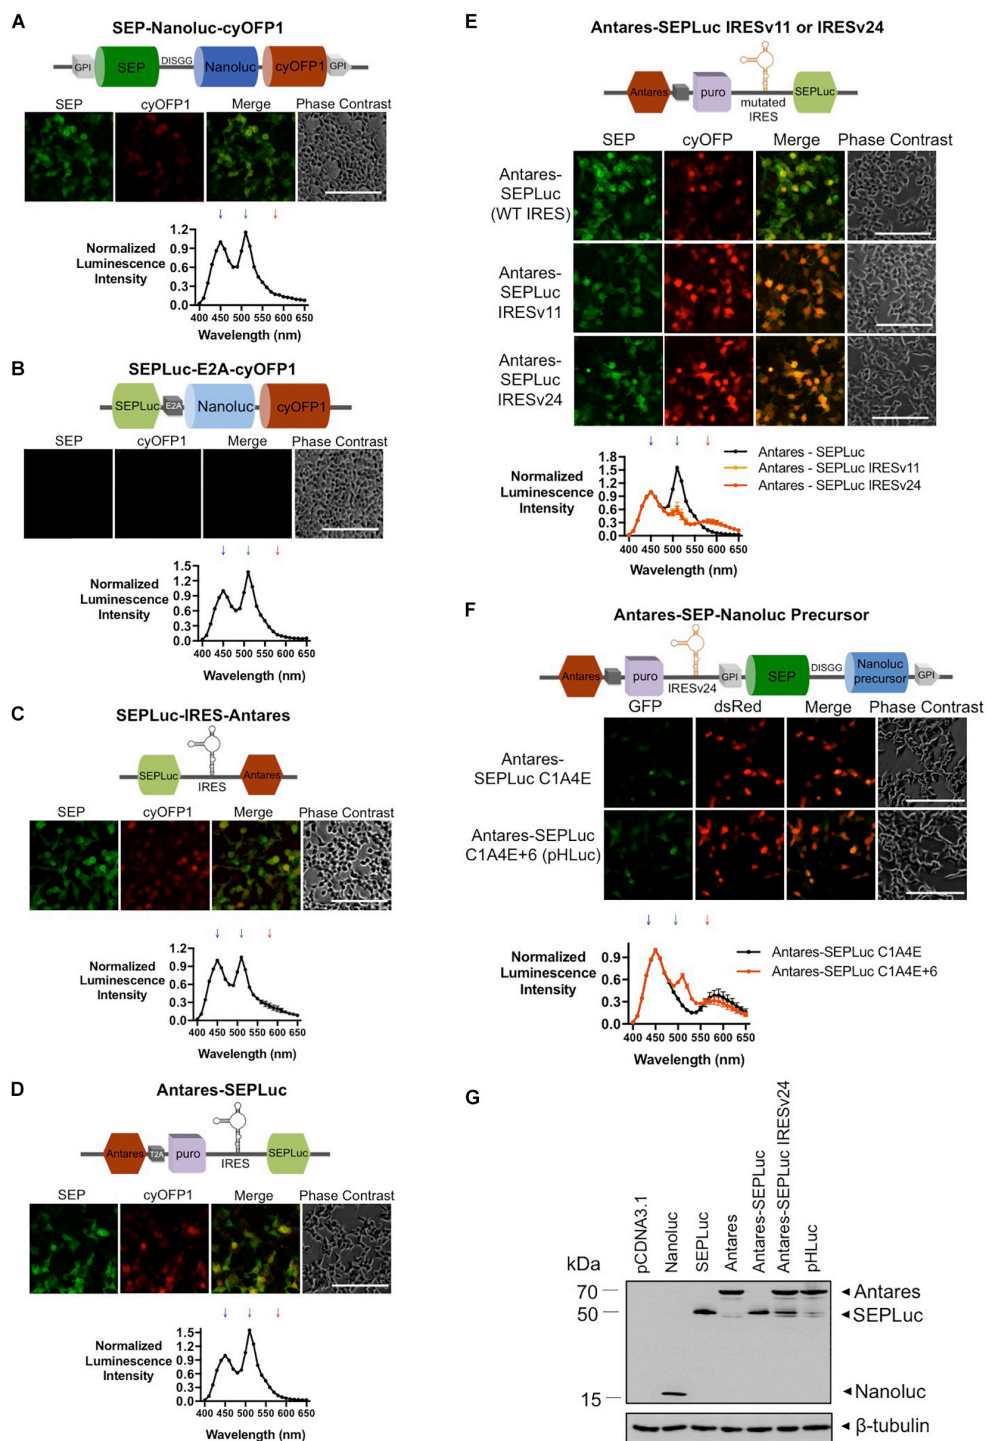 A
SEP-Nanoluc-cyOFP1
GPI SEP DISGG Nanoluc cyOFP1 GPI
SEP cyOFP1 Merge Phase Contrast
Normalized Luminescence Intensity
1.2
0.9
0.6
0.3
0.0
400 450 500 550 600 650
Wavelength (nm)
B
SEPLuc-E2A-cyOFP1
SEPLuc E2A Nanoluc cyOFP1
SEP cyOFP1 Merge Phase Contrast
Normalized Luminescence Intensity
1.5
1.2
0.9
0.6
0.3
0.0
400 450 500 550 600 650
Wavelength (nm)
C
SEPLuc-IRES-Antares
SEPLuc IRES Antares
SEP cyOFP1 Merge Phase Contrast
Normalized Luminescence Intensity
1.2
0.9
0.6
0.3
0.0
400 450 500 550 600 650
Wavelength (nm)
D
Antares-SEPLuc
Antares T2A puro IRES SEPLuc
SEP cyOFP1 Merge Phase Contrast
Normalized Luminescence Intensity
1.5
1.2
0.9
0.6
0.3
0.0
400 450 500 550 600 650
Wavelength (nm)
E
Antares-SEPLuc IRESv11 or IRESv24
Antares puro mutated IRES SEPLuc
SEP cyOFP Merge Phase Contrast
Antares-SEPLuc (WT IRES)
Antares-SEPLuc IRESv11
Antares-SEPLuc IRESv24
Normalized Luminescence Intensity
1.8
1.5
1.2
0.9
0.6
0.3
0.0
400 450 500 550 600 650
Wavelength (nm)
Antares - SEPLuc
Antares - SEPLuc IRESv11
Antares - SEPLuc IRESv24
F
Antares-SEP-Nanoluc Precursor
Antares puro IRESv24 GPI SEP DISGG Nanoluc precursor GPI
GFP dsRed Merge Phase Contrast
Antares-SEPLuc C1A4E
Antares-SEPLuc C1A4E+6 (pHLuc)
Normalized Luminescence Intensity
0.9
0.6
0.3
0.0
400 450 500 550 600 650
Wavelength (nm)
Antares-SEPLuc C1A4E
Antares-SEPLuc C1A4E+6
G
pCDNA3.1
Nanoluc
SEPLuc
Antares
Antares-SEPLuc
Antares-SEPLuc IRESv24
pHLuc
kDa
70
50
15
Antares
SEPLuc
Nanoluc
β-tubulin